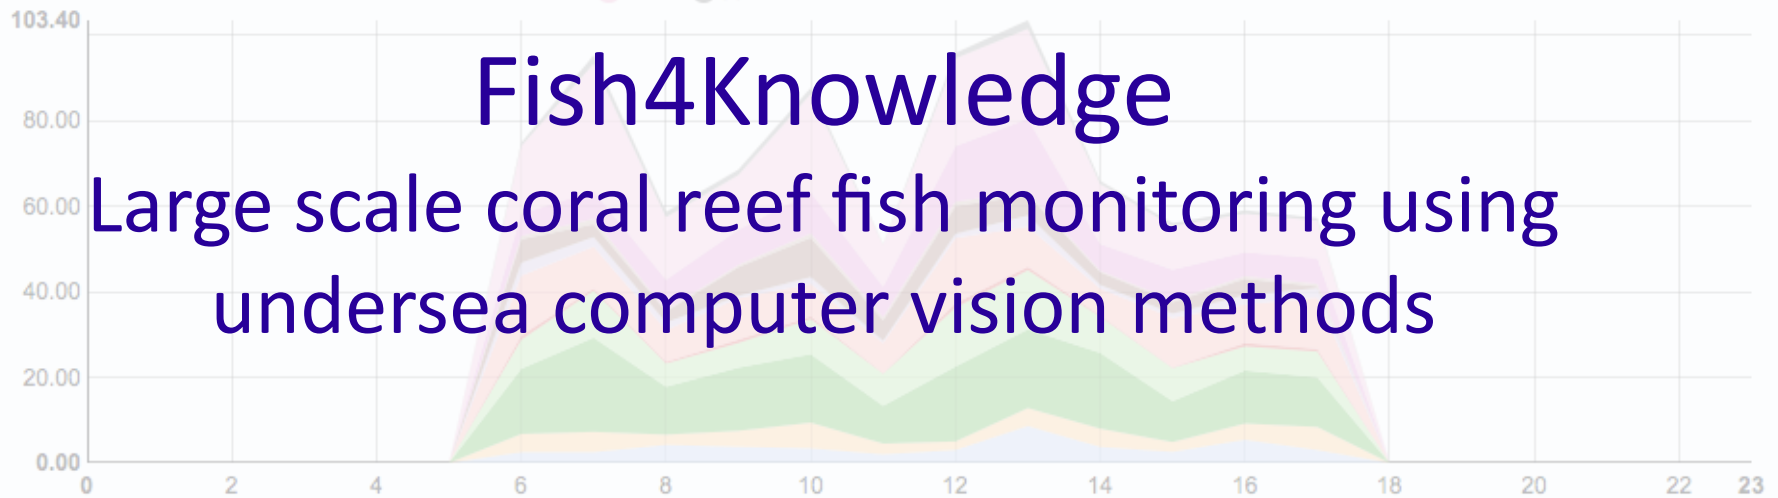 103.40
Fish4Knowledge
80.00
Large scale coral reef fish monitoring using
60.00
undersea computer vision methods
40.00
20.00
0.00
0 2 4 6 8 10 12 14 16 18 20 22 23